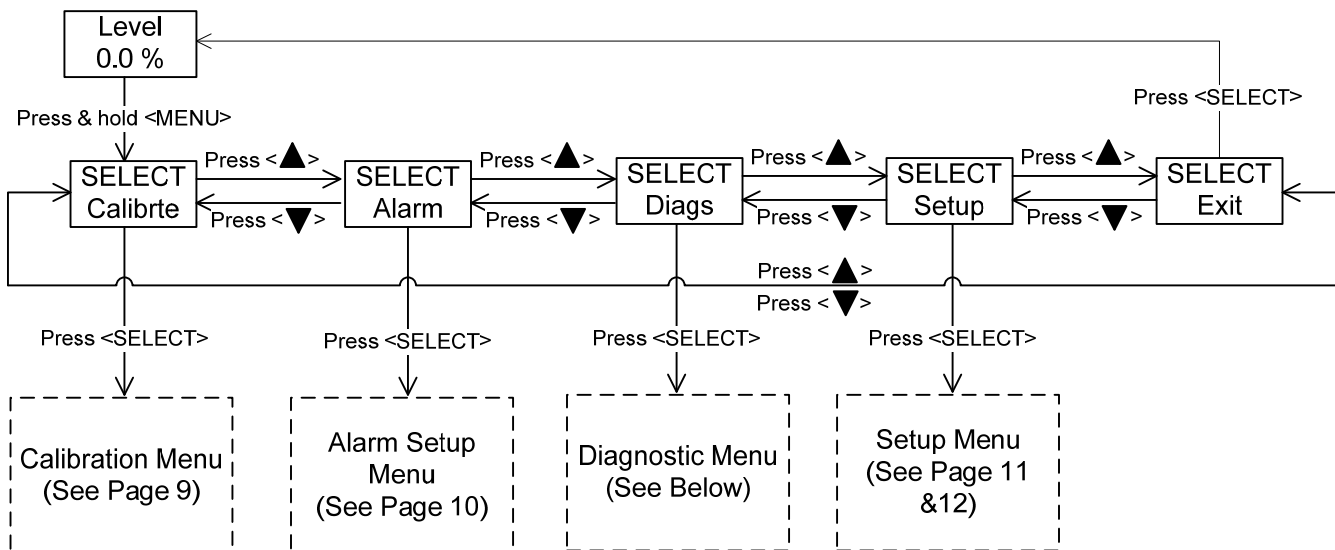 Level
0.0 %
Press <SELECT>
Press & hold <MENU>
Press <▲>
Press <▲>
Press <▲>
Press <▲>
SELECT
Calibrte
SELECT
Alarm
SELECT
Diags
SELECT
Setup
SELECT
Exit
Press <▼>
Press <▼>
Press <▼>
Press <▼>
Press <▲>
Press <▼>
Press <SELECT>
Press <SELECT>
Press <SELECT>
Press <SELECT>
Calibration Menu
(See Page 9)
Alarm Setup
Menu
(See Page 10)
Diagnostic Menu
(See Below)
Setup Menu
(See Page 11
&12)